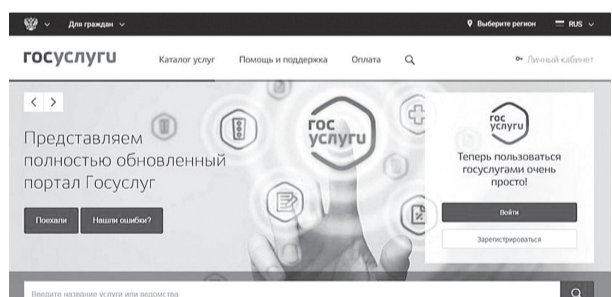 Для граждан
Выберите регион
RUS
госуслуги
Каталог услуг
Помощь и поддержка
Оплата
Личный кабинет
Представляем
полностью обновленный
портал Госуслуг
Поехали
Нашли ошибки?
гос
услуги
гос
услуги
Теперь пользоваться
госуслугами очень
просто!
Войти
Зарегистрироваться
Введите название услуги или ведомства